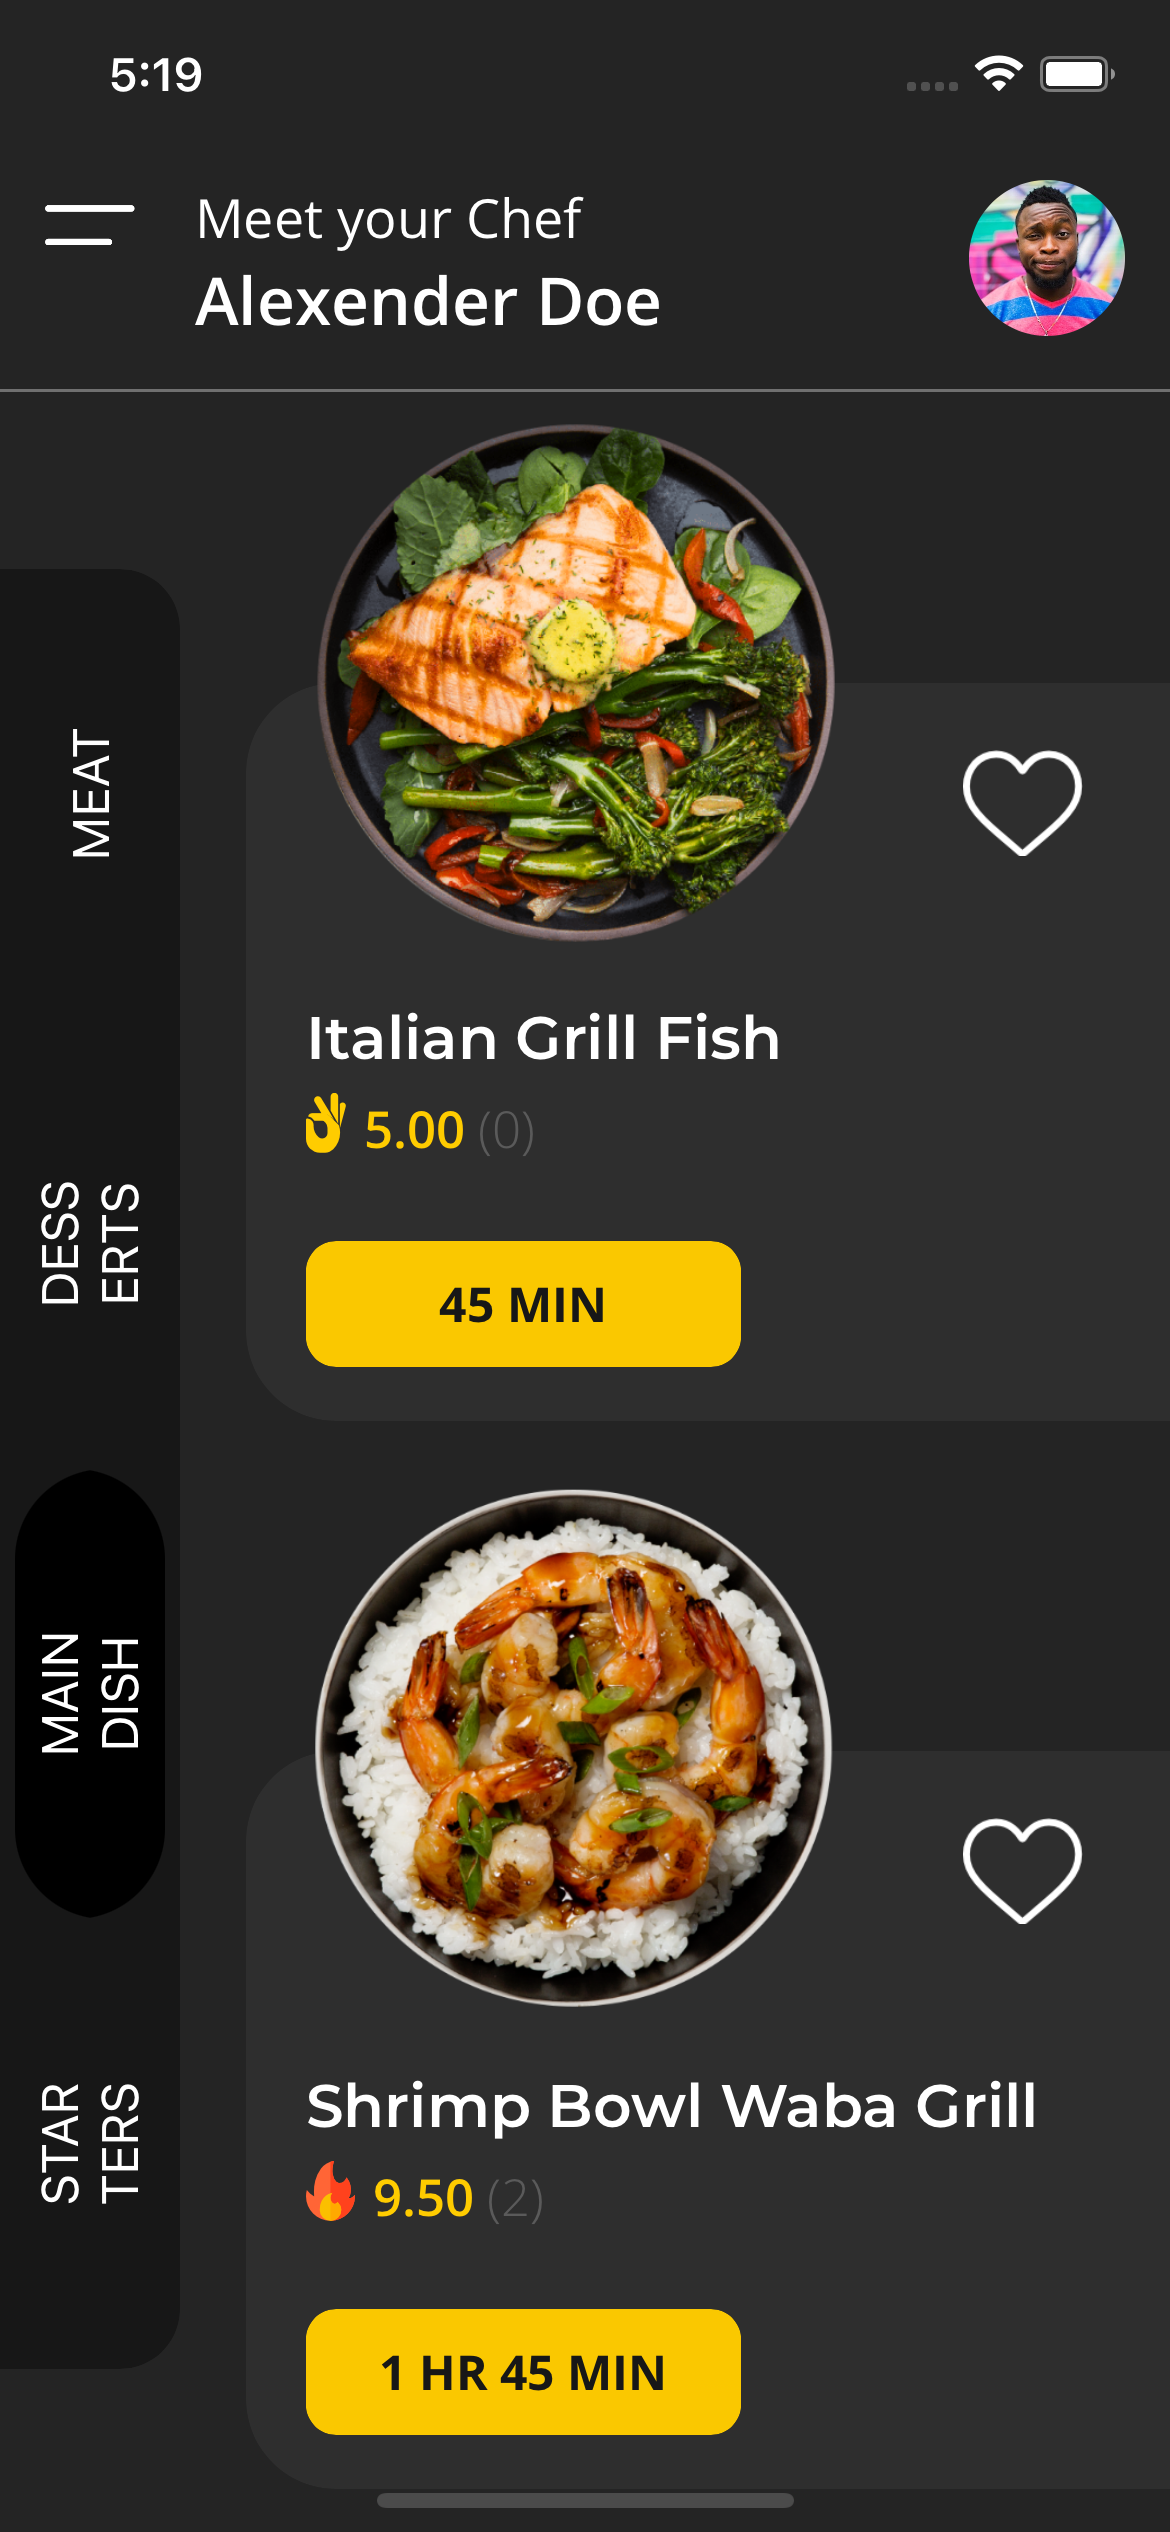 5:19
Meet your Chef
Alexender Doe
MEAT
DESS
ERTS
MAIN
DISH
STAR
TERS
Italian Grill Fish
5.00 (0)
45 MIN
Shrimp Bowl Waba Grill
9.50 (2)
1 HR 45 MIN